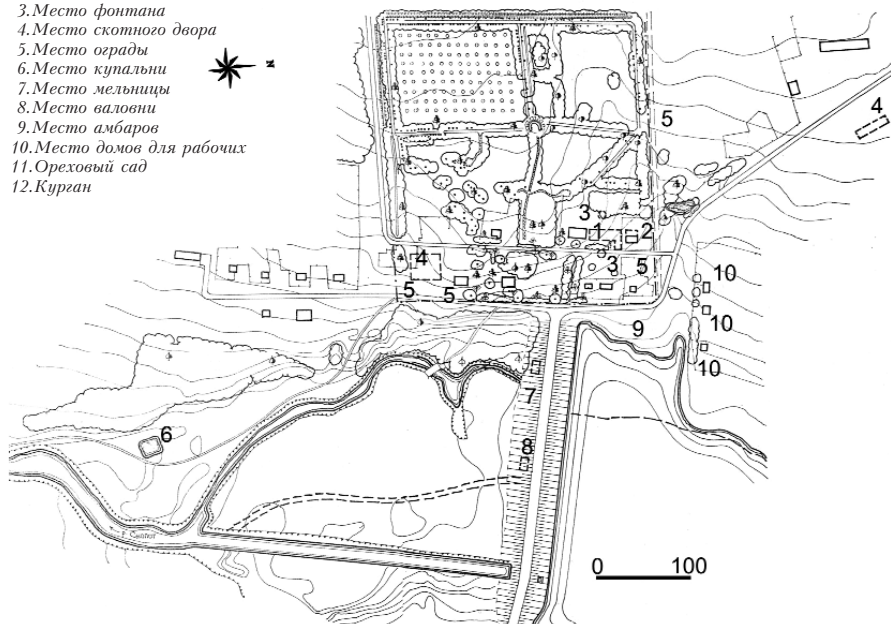 3.Место фонтана
4.Место скотного двора
5.Место ограды
6.Место купальни
7.Место мельницы
8.Место валовни
9.Место амбаров
10.Место домов для рабочих
11.Ореховый сад
12.Курган
N
5
4
3
1
2
4
3
5
10
5
5
10
9
10
7
6
8
0 100